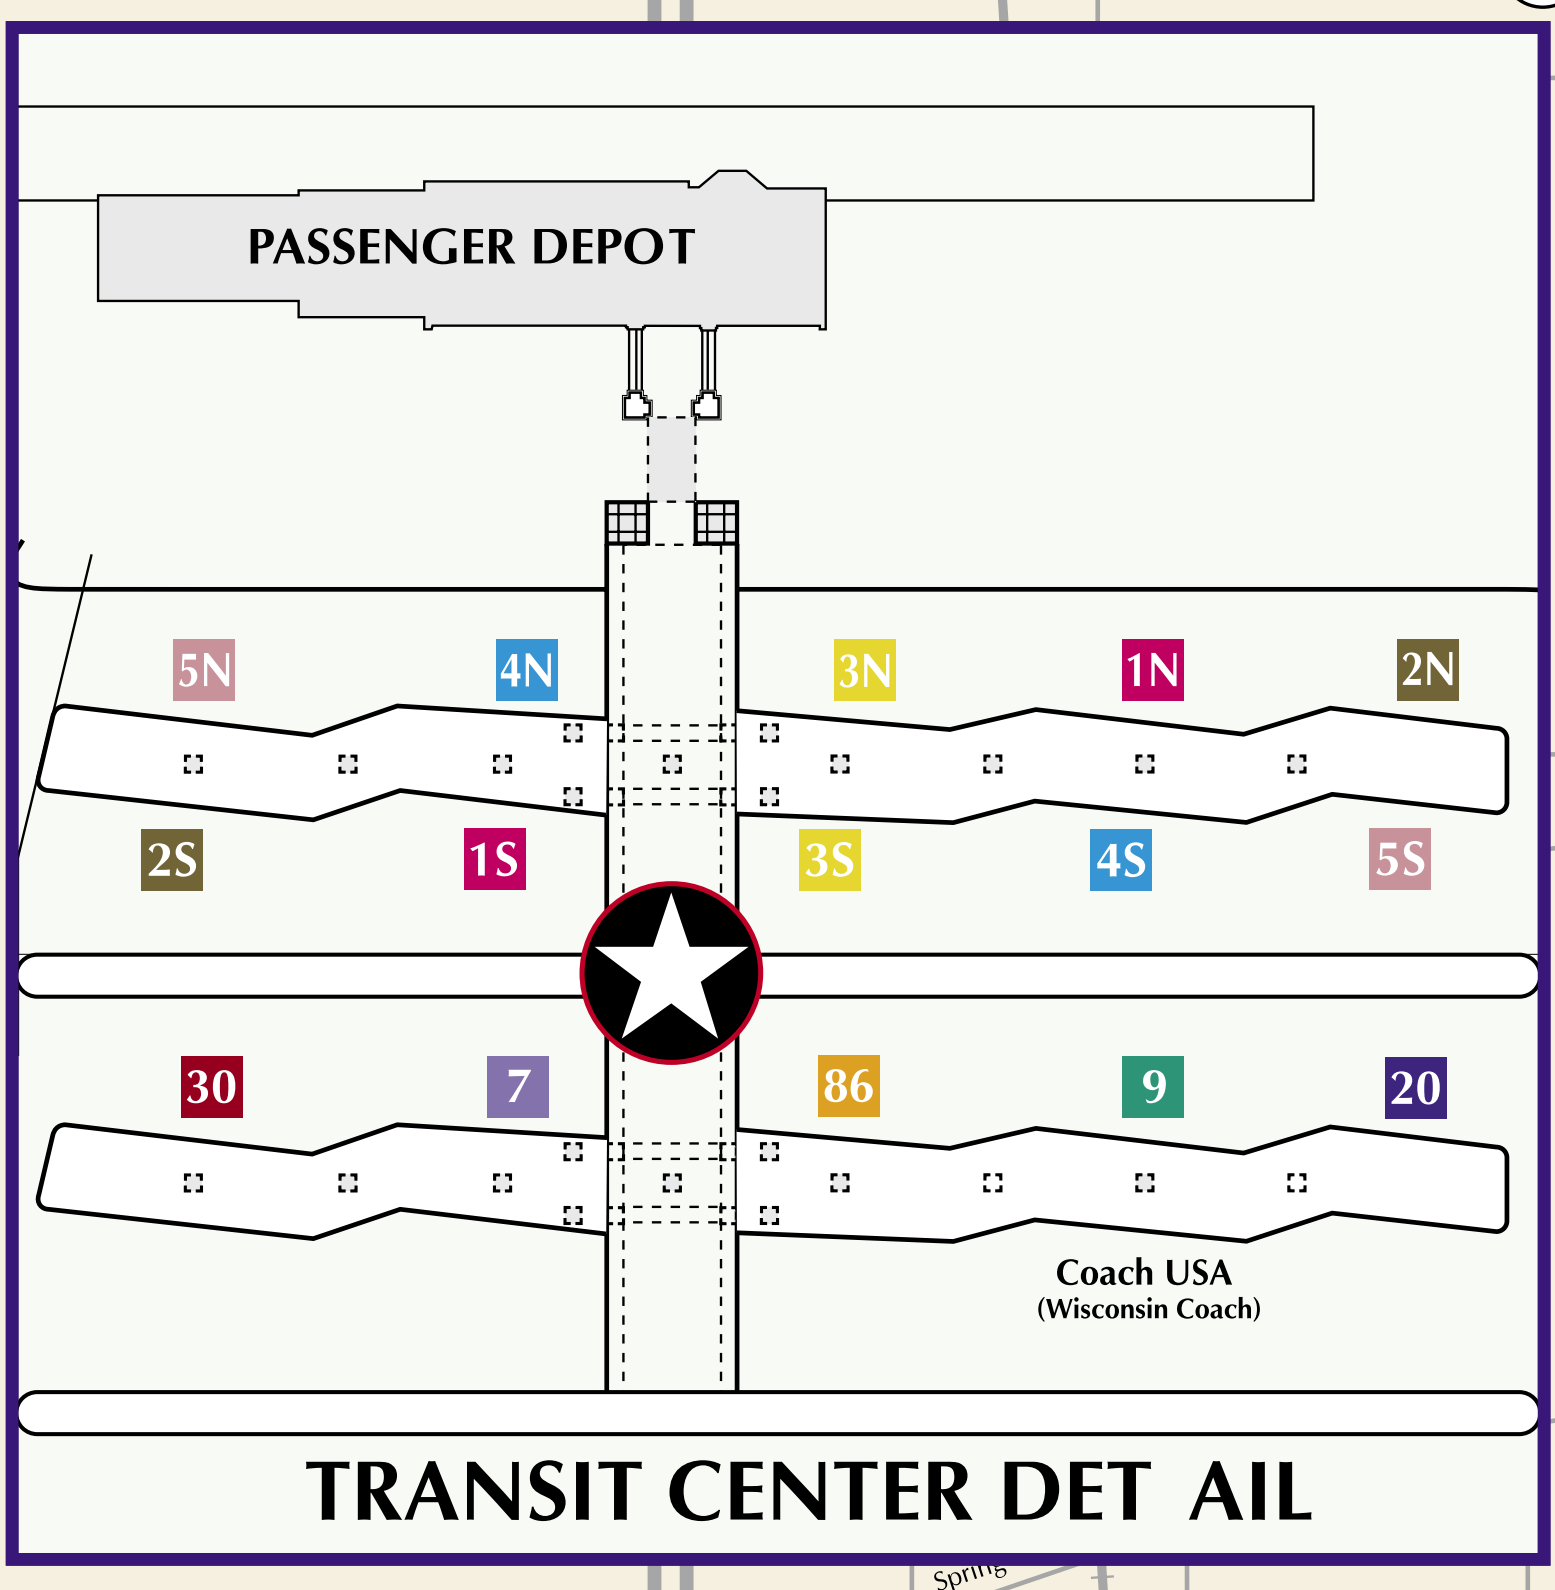 PASSENGER DEPOT
5N 4N 3N 1N 2N
2S 1S 3S 4S 5S
30 7 86 9 20
Coach USA
(Wisconsin Coach)
TRANSIT CENTER DET AIL
Spring